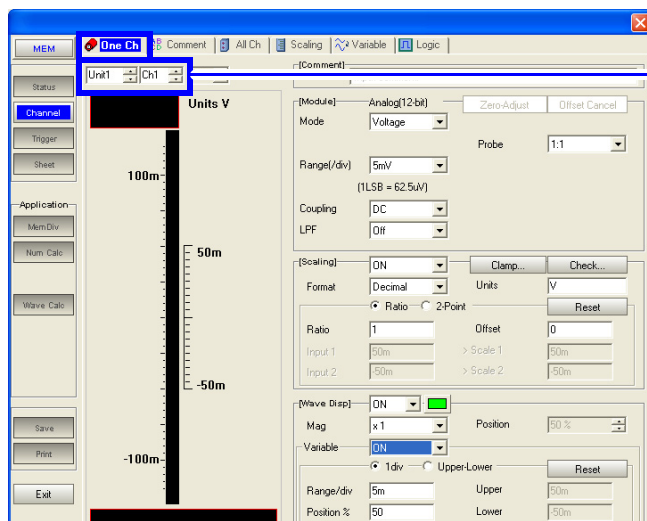 MEM
One Ch
Comment
All Ch
Scaling
Variable
Logic
Unit1
Ch1
[Comment]
Status
Channel
Trigger
Sheet
Application
MemDiv
Num Calc
Wave Calc
Save
Print
Exit
Units V
100m
50m
-50m
-100m
[Module] Analog(12-bit) Zero-Adjust Offset Cancel
Mode Voltage
Probe 1:1
Range(/div) 5mV
(1LSB = 62.5uV)
Coupling DC
LPF Off
[Scaling] ON Clamp... Check...
Format Decimal Units V
Ratio 2-Point Reset
Ratio 1 Offset 0
Input 1 50m > Scale 1 50m
Input 2 -50m > Scale 2 -50m
[Wave Disp] ON
Mag x 1 Position 50 %
Variable ON
1div Upper-Lower Reset
Range/div 5m Upper 50m
Position % 50 Lower -50m